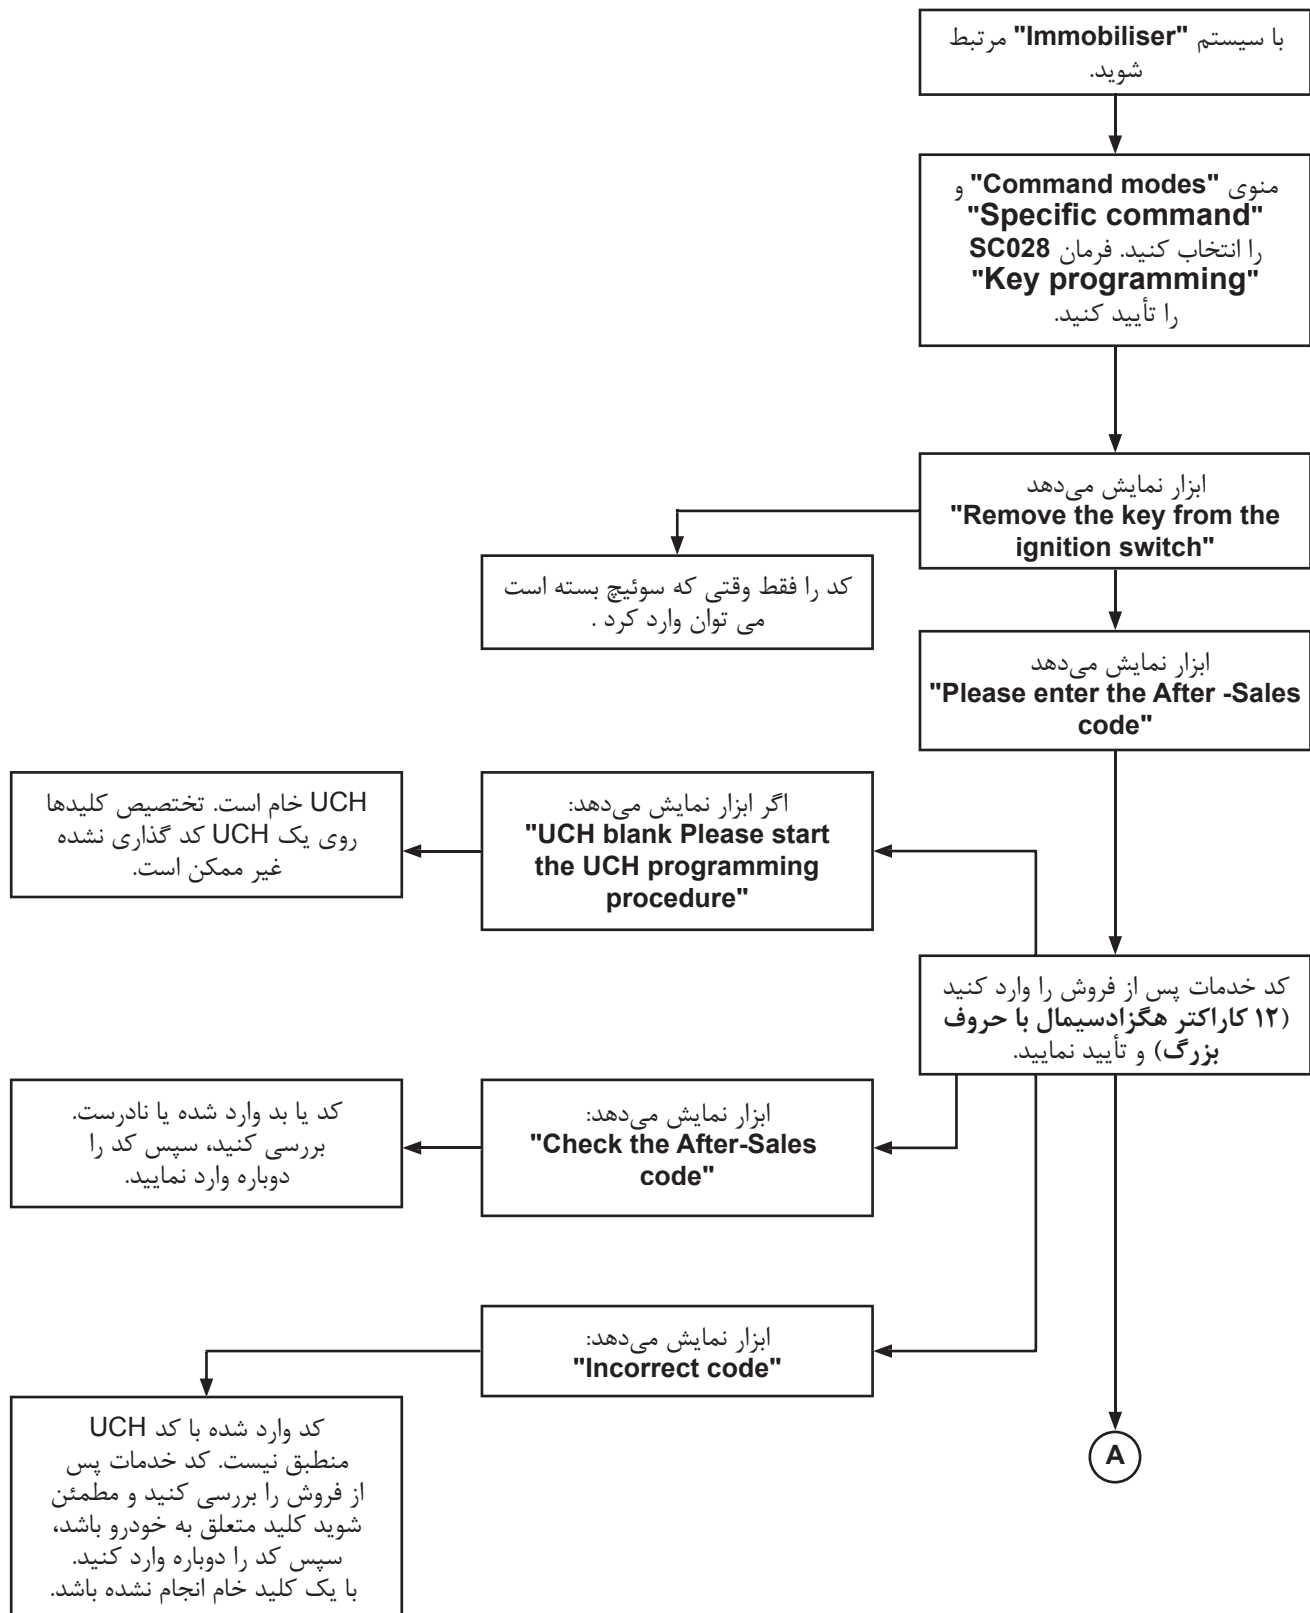 با سیستم "Immobiliser" مرتبط
شوید.
منوی "Command modes" و
"Specific command"
را انتخاب کنید. فرمان SC028
"Key programming"
را تأیید کنید.
ابزار نمایش می‌دهد
"Remove the key from the
ignition switch"
کد را فقط وقتی که سوئیچ بسته است
می توان وارد کرد .
ابزار نمایش می‌دهد
"Please enter the After -Sales
code"
اگر ابزار نمایش می‌دهد:
"UCH blank Please start
the UCH programming
procedure"
UCH خام است. تختصیص کلیدها
روی یک UCH کد گذاری نشده
غیر ممکن است.
کد خدمات پس از فروش را وارد کنید
(۱۲ کاراکتر هگزادسیمال با حروف
بزرگ) و تأیید نمایید.
ابزار نمایش می‌دهد:
"Check the After-Sales
code"
کد یا بد وارد شده یا نادرست.
بررسی کنید، سپس کد را
دوباره وارد نمایید.
ابزار نمایش می‌دهد:
"Incorrect code"
کد وارد شده با کد UCH
منطبق نیست. کد خدمات پس
از فروش را بررسی کنید و مطمئن
شوید کلید متعلق به خودرو باشد،
سپس کد را دوباره وارد کنید.
با یک کلید خام انجام نشده باشد.
A